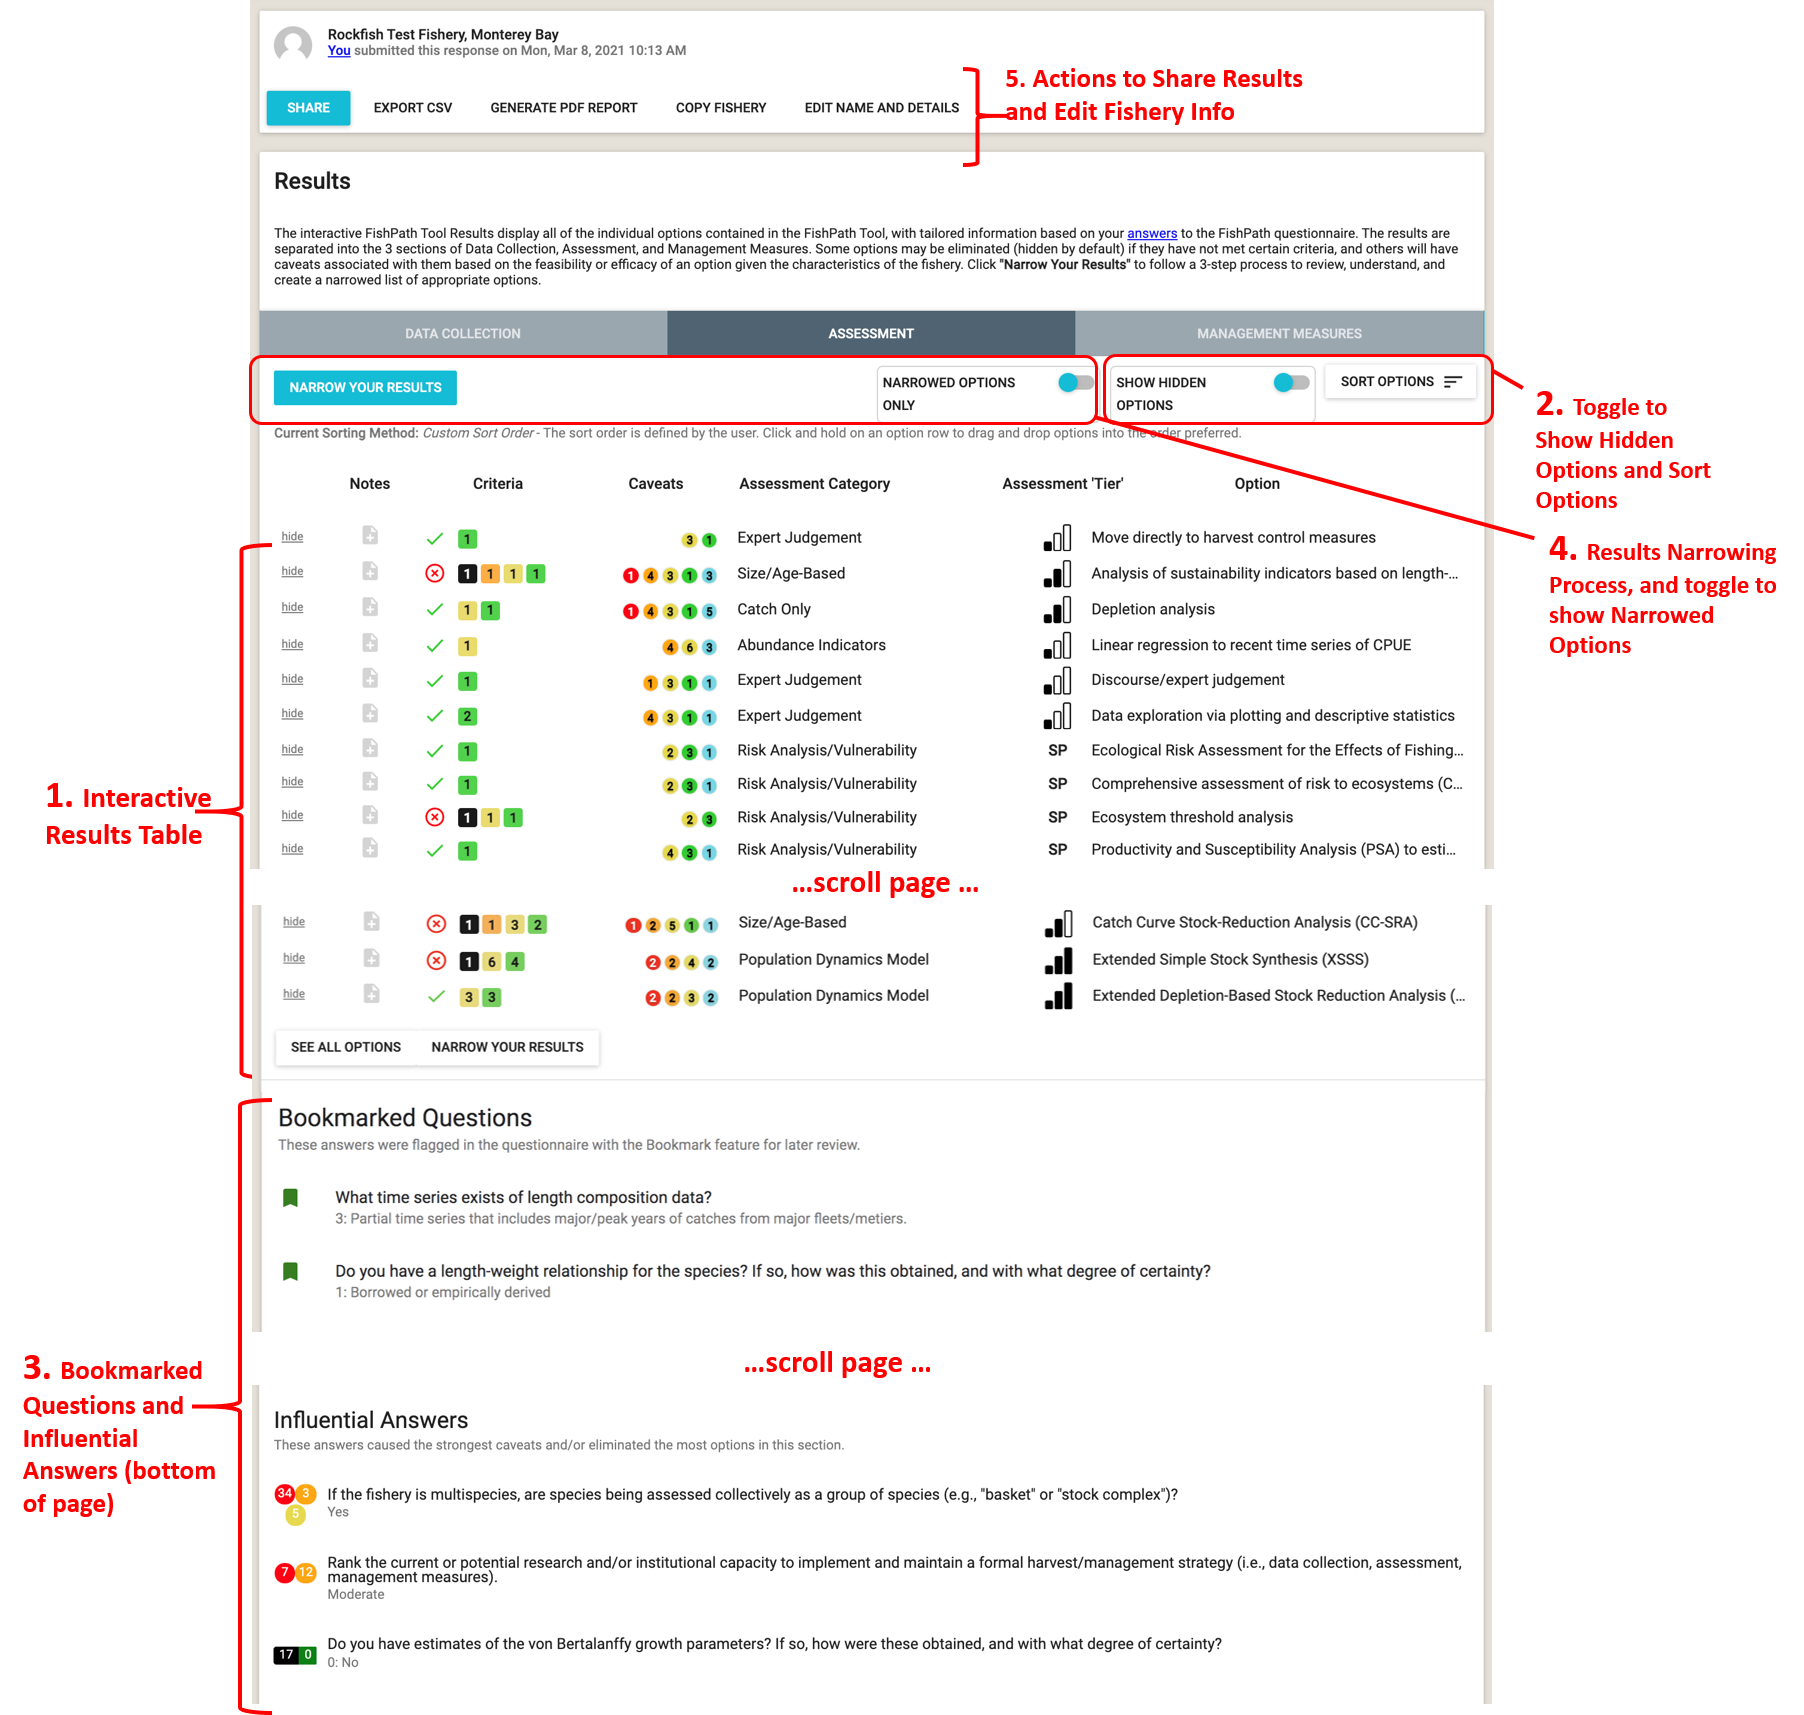 Rockfish Test Fishery, Monterey Bay
You submitted this response on Mon, Mar 8, 2021 10:13 AM
SHARE EXPORT CSV GENERATE PDF REPORT COPY FISHERY EDIT NAME AND DETAILS
5. Actions to Share Results
and Edit Fishery Info
Results
The interactive FishPath Tool Results display all of the individual options contained in the FishPath Tool, with tailored information based on your answers to the FishPath questionnaire. The results are
separated into the 3 sections of Data Collection, Assessment, and Management Measures. Some options may be eliminated (hidden by default) if they have not met certain criteria, and others will have
caveats associated with them based on the feasibility or efficacy of an option given the characteristics of the fishery. Click "Narrow Your Results" to follow a 3-step process to review, understand, and
create a narrowed list of appropriate options.
DATA COLLECTION ASSESSMENT MANAGEMENT MEASURES
NARROW YOUR RESULTS
NARROWED OPTIONS
ONLY
SHOW HIDDEN
OPTIONS
SORT OPTIONS
2. Toggle to
Show Hidden
Options and Sort
Options
Current Sorting Method: Custom Sort Order - The sort order is defined by the user. Click and hold on an option row to drag and drop options into the order preferred.
4. Results Narrowing
Process, and toggle to
show Narrowed
Options
Notes Criteria Caveats Assessment Category Assessment 'Tier' Option
hide 1 3 1 Expert Judgement Move directly to harvest control measures
hide 1 1 1 1 1 4 3 1 3 Size/Age-Based Analysis of sustainability indicators based on length-...
hide 1 1 1 4 3 1 5 Catch Only Depletion analysis
hide 1 4 6 3 Abundance Indicators Linear regression to recent time series of CPUE
hide 1 1 3 1 1 Expert Judgement Discourse/expert judgement
hide 2 4 3 1 1 Expert Judgement Data exploration via plotting and descriptive statistics
hide 1 2 3 1 Risk Analysis/Vulnerability SP Ecological Risk Assessment for the Effects of Fishing...
hide 1 2 3 1 Risk Analysis/Vulnerability SP Comprehensive assessment of risk to ecosystems (C...
hide 1 1 1 2 3 Risk Analysis/Vulnerability SP Ecosystem threshold analysis
hide 1 4 3 1 Risk Analysis/Vulnerability SP Productivity and Susceptibility Analysis (PSA) to esti...
1. Interactive
Results Table
...scroll page ...
hide 1 1 3 2 1 2 5 1 1 Size/Age-Based Catch Curve Stock-Reduction Analysis (CC-SRA)
hide 1 6 4 2 2 4 2 Population Dynamics Model Extended Simple Stock Synthesis (XSSS)
hide 3 3 2 2 3 2 Population Dynamics Model Extended Depletion-Based Stock Reduction Analysis (...
SEE ALL OPTIONS NARROW YOUR RESULTS
Bookmarked Questions
These answers were flagged in the questionnaire with the Bookmark feature for later review.
What time series exists of length composition data?
3: Partial time series that includes major/peak years of catches from major fleets/metiers.
Do you have a length-weight relationship for the species? If so, how was this obtained, and with what degree of certainty?
1: Borrowed or empirically derived
...scroll page ...
3. Bookmarked
Questions and
Influential
Answers (bottom
of page)
Influential Answers
These answers caused the strongest caveats and/or eliminated the most options in this section.
34 3 5 If the fishery is multispecies, are species being assessed collectively as a group of species (e.g., "basket" or "stock complex")?
Yes
7 12 Rank the current or potential research and/or institutional capacity to implement and maintain a formal harvest/management strategy (i.e., data collection, assessment,
management measures).
Moderate
17 0 Do you have estimates of the von Bertalanffy growth parameters? If so, how were these obtained, and with what degree of certainty?
0: No